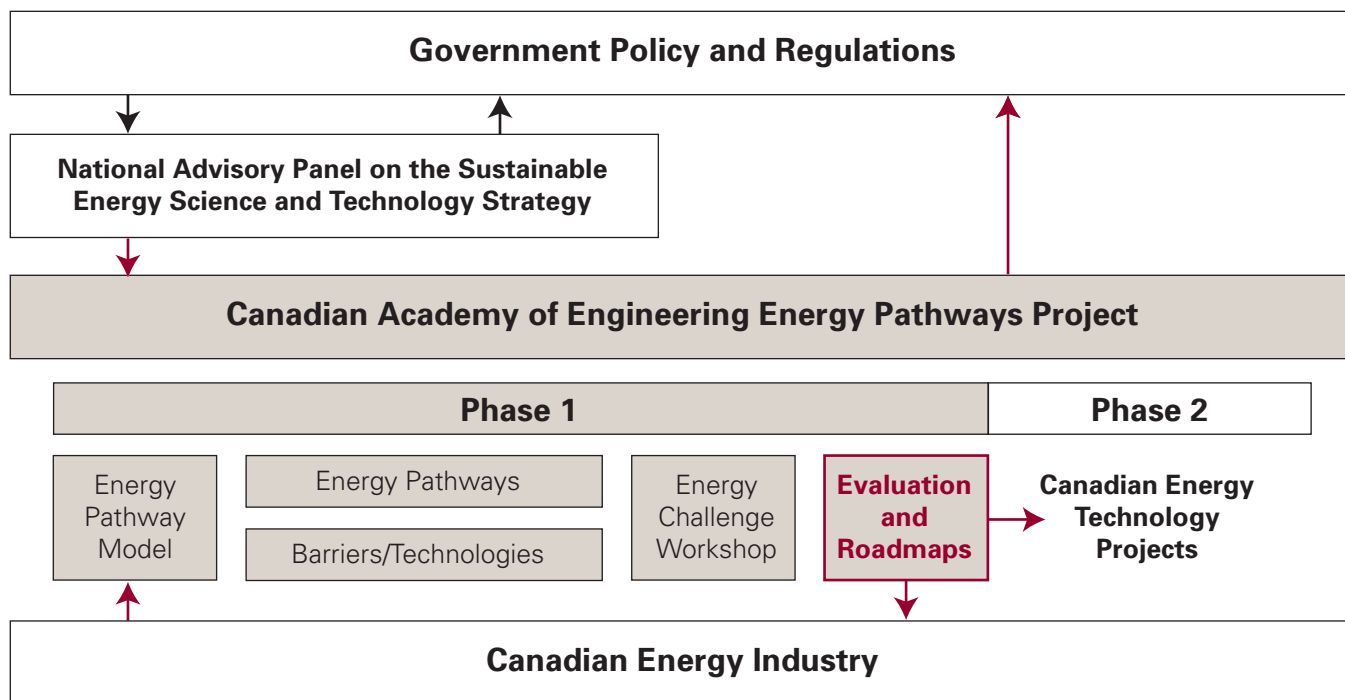 Government Policy and Regulations
National Advisory Panel on the Sustainable
Energy Science and Technology Strategy
Canadian Academy of Engineering Energy Pathways Project
Phase 1
Phase 2
Energy
Pathway
Model
Energy Pathways
Barriers/Technologies
Energy
Challenge
Workshop
Evaluation
and
Roadmaps
Canadian Energy
Technology
Projects
Canadian Energy Industry